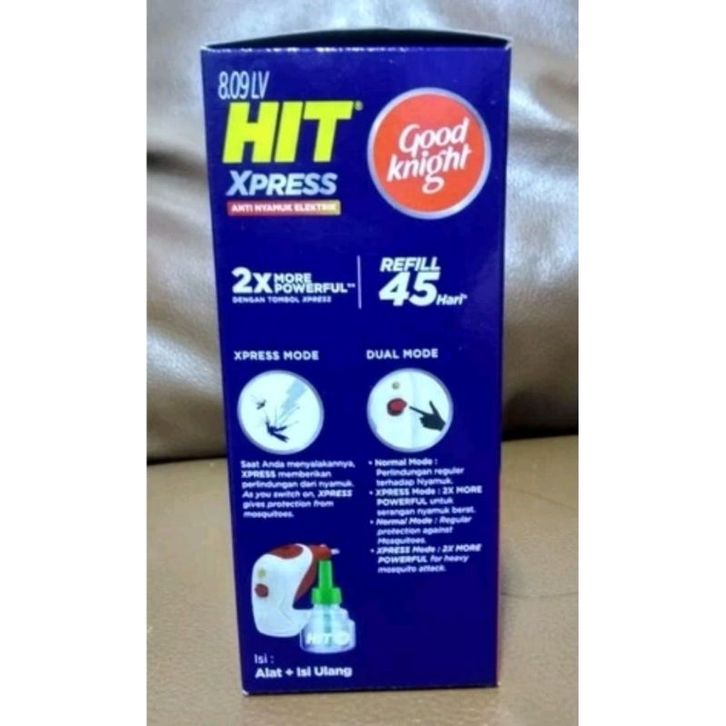 8.09 LV
HIT®
XPRESS
ANTI NYAMUK ELEKTRIK
Good
knight
2X MORE
POWERFUL**
DENGAN TOMBOL XPRESS
REFILL
45 Hari*
XPRESS MODE
Saat Anda menyalakannya,
XPRESS memberikan
perlindungan dari nyamuk.
As you switch on, XPRESS
gives protection from
mosquitoes.
DUAL MODE
• Normal Mode :
Perlindungan reguler
terhadap Nyamuk.
• XPRESS Mode : 2X MORE
POWERFUL untuk
serangan nyamuk berat.
• Normal Mode : Regular
protection against
Mosquitoes.
• XPRESS Mode : 2X MORE
POWERFUL for heavy
mosquito attack.
HIT
Isi :
Alat + Isi Ulang